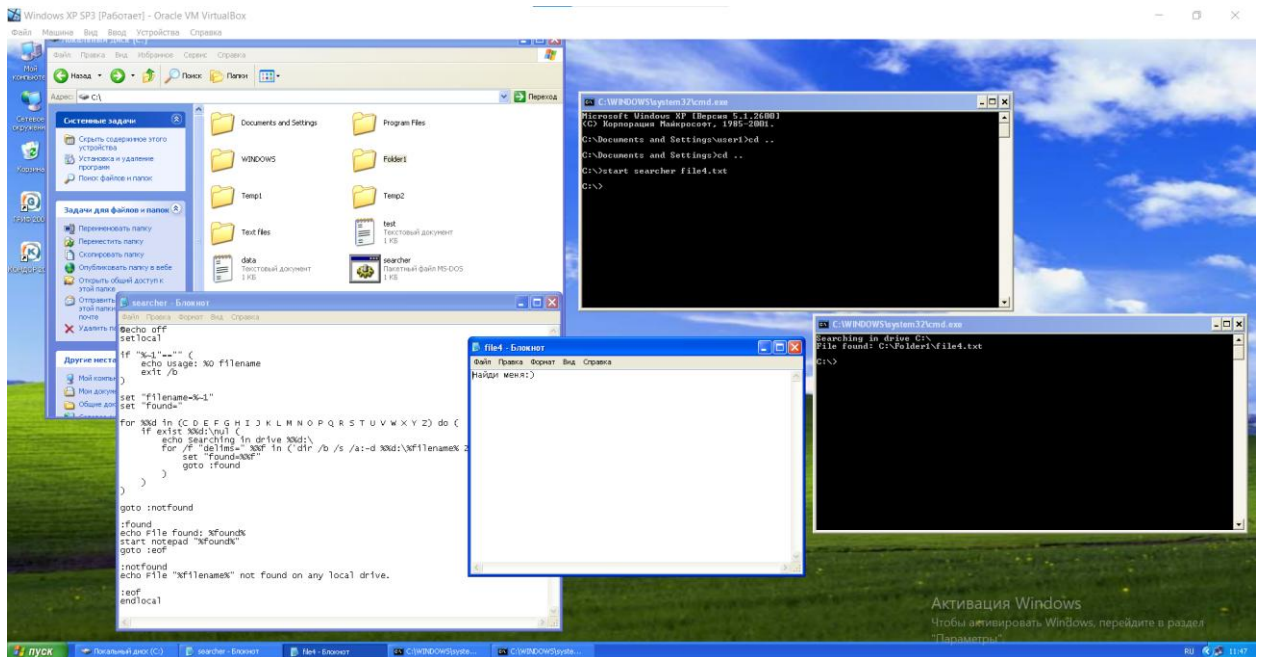 Windows XP SP3 [Работает] - Oracle VM VirtualBox
Файл Машина Вид Ввод Устройства Справка
Файл Правка Вид Избранное Сервис Справка
Назад Поиск Папки
Адрес: C:\ Переход
Мой
Сетевое
Корзина
Системные задачи
Скрыть содержимое этого
устройства
Установка и удаление
программ
Поиск файлов и папок
Задачи для файлов и папок
Переименовать папку
Переместить папку
Скопировать папку
Опубликовать папку в вебе
Открыть общий доступ к
этой папке
Отправить
этой папки
почте
Удалить
Другие места
Documents and Settings
Program Files
WINDOWS
Folder1
Temp1
Temp2
Text files
test
Текстовый документ
1 КБ
data
Текстовый документ
1 КБ
searcher
Пакетный файл MS-DOS
1 КБ
C:\WINDOWS\system32\cmd.exe
Microsoft Windows XP [Версия 5.1.2600]
(С) Корпорация Майкрософт, 1985-2001.
C:\Documents and Settings\user1>cd ..
C:\Documents and Settings>cd ..
C:\>start searcher file4.txt
C:\>
searcher - Блокнот
Файл Правка Формат Вид Справка
@echo off
setlocal
if "%~1"=="" (
echo Usage: %0 filename
exit /b
)
set "filename=%~1"
set "found="
for %%d in (C D E F G H I J K L M N O P Q R S T U V W X Y Z) do (
if exist %%d:\nul (
echo Searching in drive %%d:\
for /f "delims=" %%f in ('dir /b /s /a:-d %%d:\%filename% 2
set "found=%%f"
goto :found
)
)
)
goto :notfound
:found
echo File found: %found%
start notepad "%found%"
goto :eof
:notfound
echo File "%filename%" not found on any local drive.
:eof
endlocal
file4 - Блокнот
Файл Правка Формат Вид Справка
Найди меня:)
C:\WINDOWS\system32\cmd.exe
Searching in drive C:\
File found: C:\Folder1\file4.txt
C:\>
Активация Windows
Чтобы активировать Windows, перейдите в раздел
"Параметры".
пуск
Локальный диск (C:)
searcher - Блокнот
file4 - Блокнот
C:\WINDOWS\syste...
C:\WINDOWS\syste...
RU 11:47